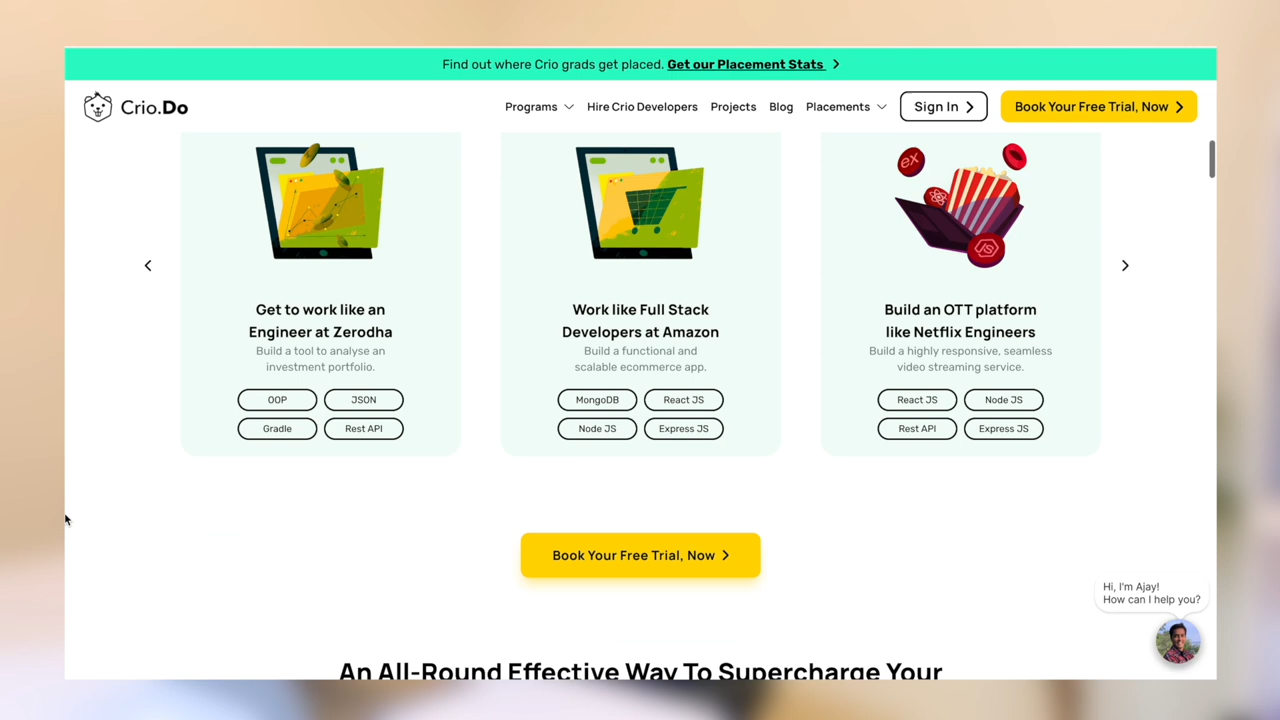 Find out where Crio grads get placed. Get our Placement Stats
Crio.Do
Programs Hire Crio Developers Projects Blog Placements Sign In Book Your Free Trial, Now
ex
JS
Get to work like an
Engineer at Zerodha
Build a tool to analyse an
investment portfolio.
OOP JSON
Gradle Rest API
Work like Full Stack
Developers at Amazon
Build a functional and
scalable ecommerce app.
MongoDB React JS
Node JS Express JS
Build an OTT platform
like Netflix Engineers
Build a highly responsive, seamless
video streaming service.
React JS Node JS
Rest API Express JS
Book Your Free Trial, Now
Hi, I'm Ajay!
How can I help you?
An All-Round Effective Way To Supercharge Your